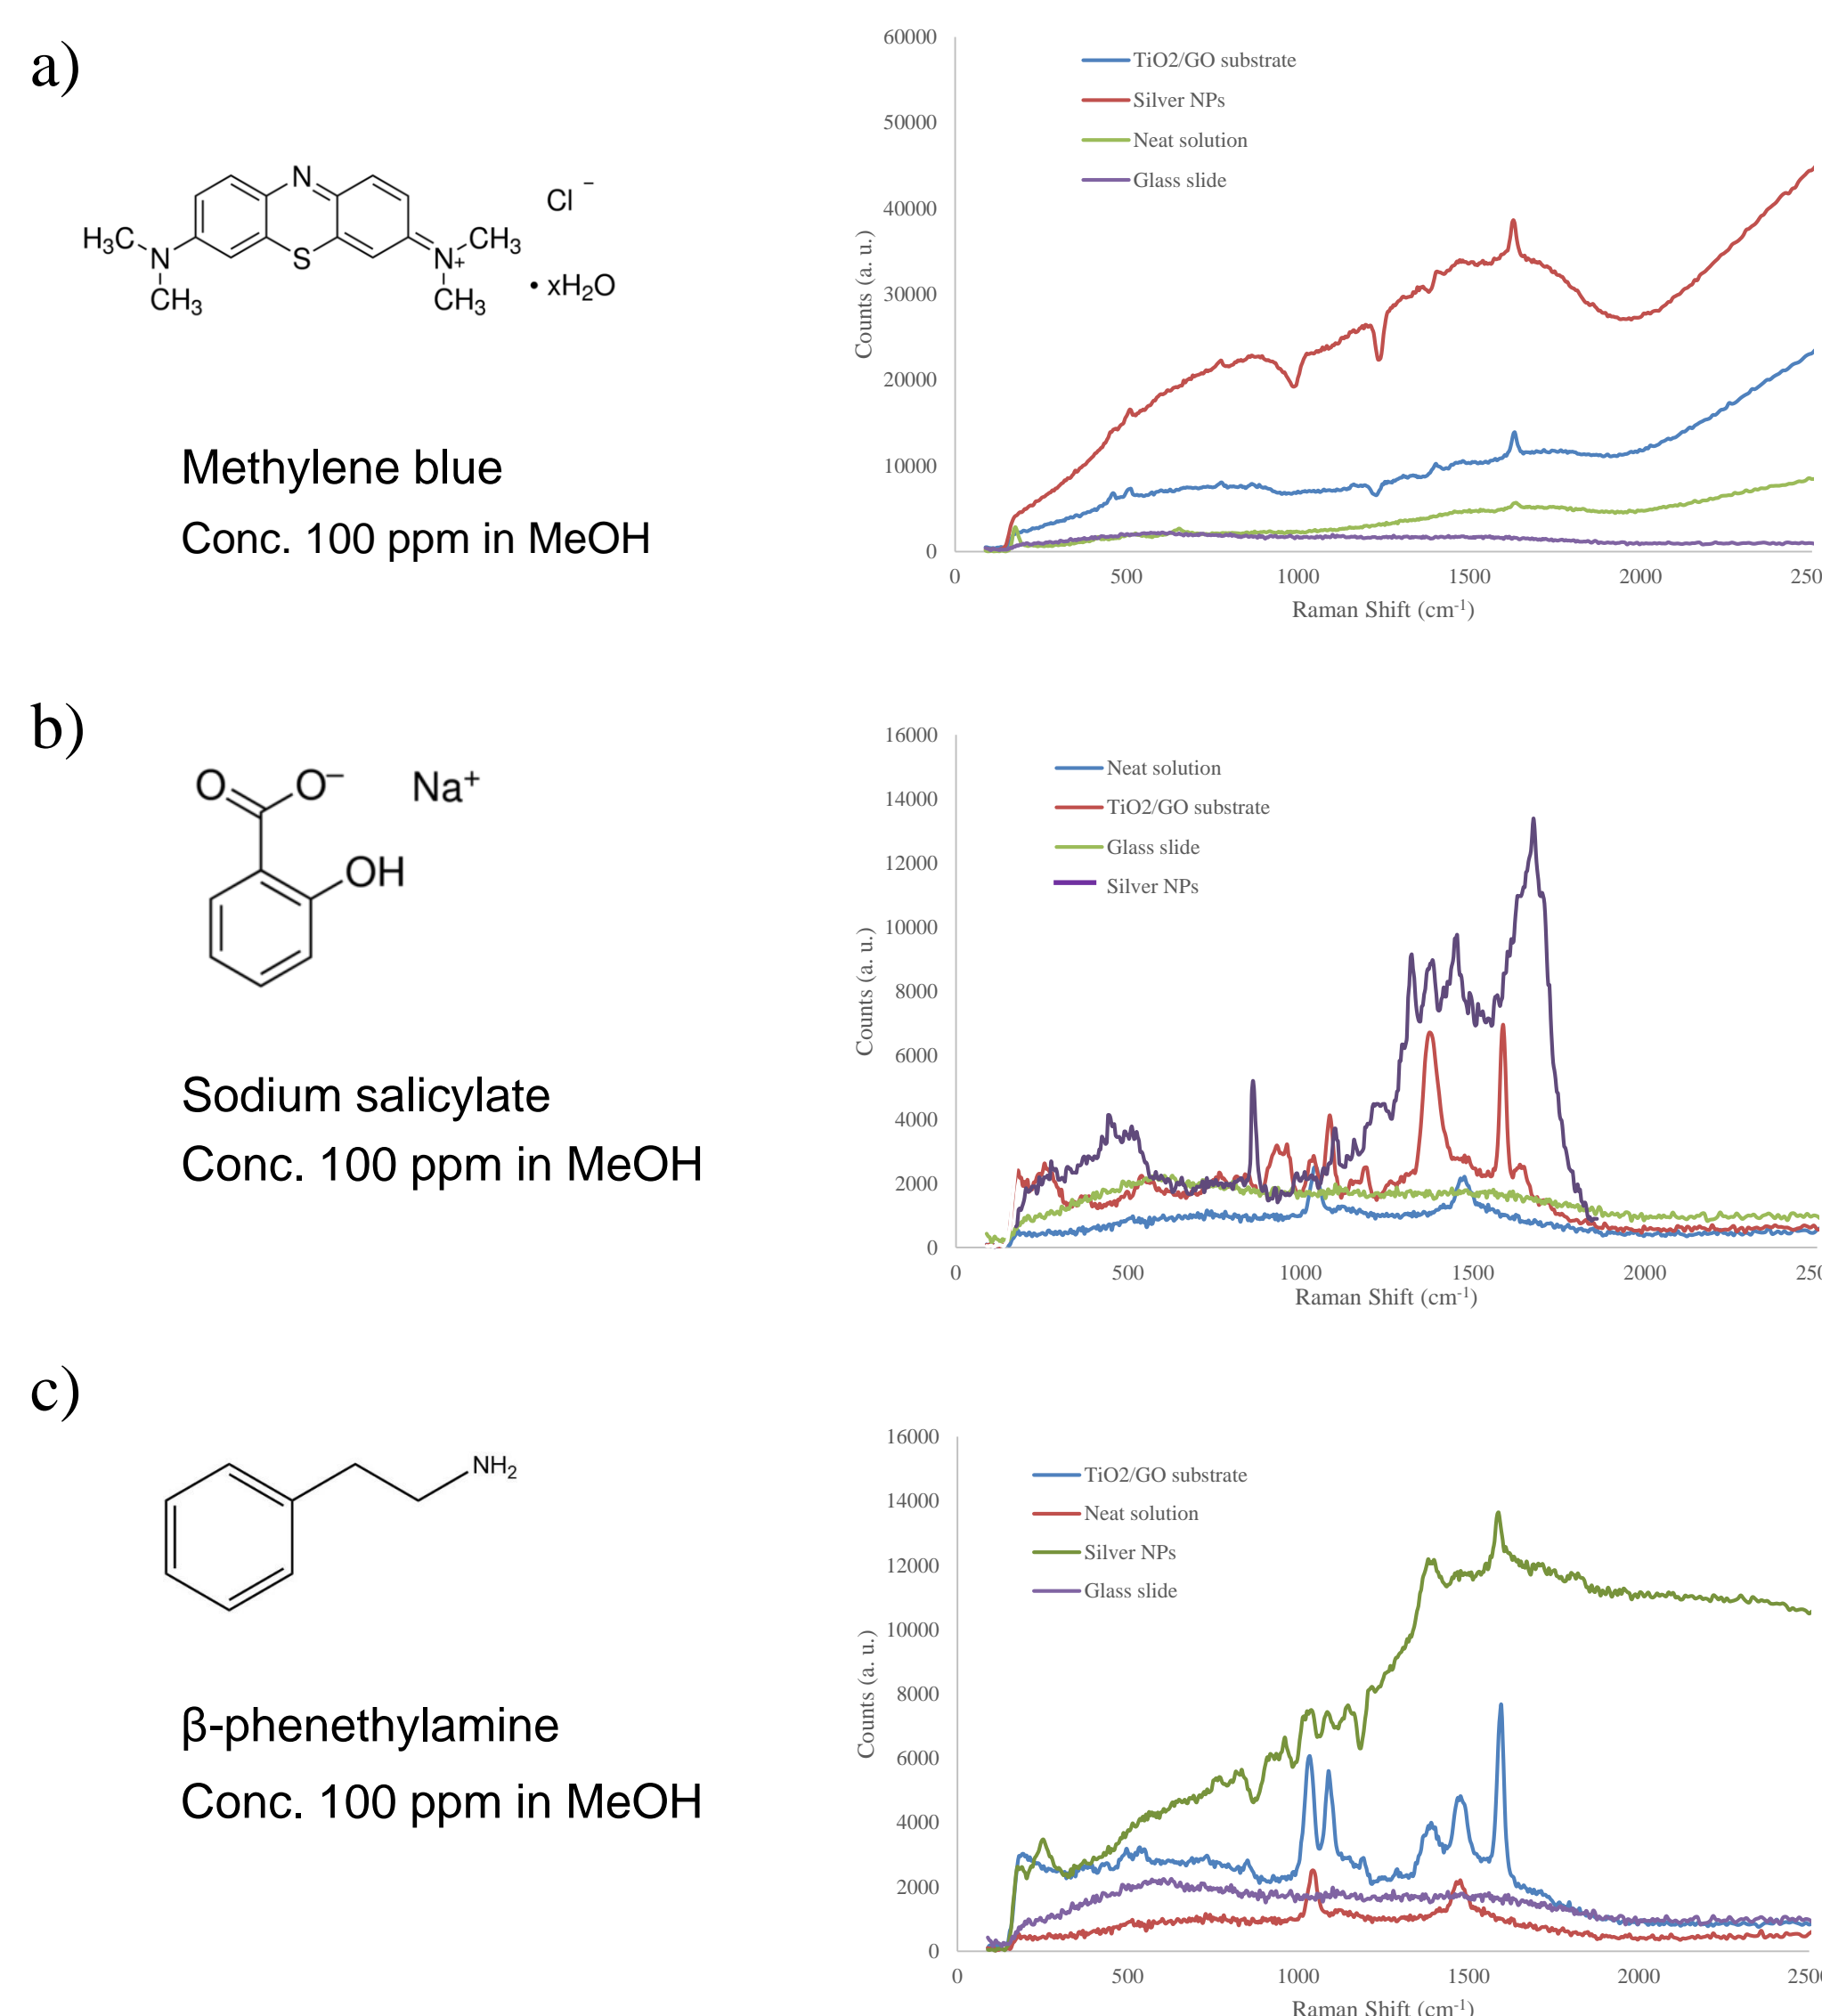 a)
N
Cl⁻
H₃C
N
CH₃
S
N+
CH₃
CH₃
• xH₂O
Methylene blue
Conc. 100 ppm in MeOH
60000
50000
40000
30000
20000
10000
0
Counts (a. u.)
TiO2/GO substrate
Silver NPs
Neat solution
Glass slide
0 500 1000 1500 2000 250
Raman Shift (cm⁻¹)
b)
O O⁻ Na⁺
OH
Sodium salicylate
Conc. 100 ppm in MeOH
16000
14000
12000
10000
8000
6000
4000
2000
0
Counts (a. u.)
Neat solution
TiO2/GO substrate
Glass slide
Silver NPs
0 500 1000 1500 2000 250
Raman Shift (cm⁻¹)
c)
NH₂
β-phenethylamine
Conc. 100 ppm in MeOH
16000
14000
12000
10000
8000
6000
4000
2000
0
Counts (a. u.)
TiO2/GO substrate
Neat solution
Silver NPs
Glass slide
0 500 1000 1500 2000 2500
Raman Shift (cm⁻¹)